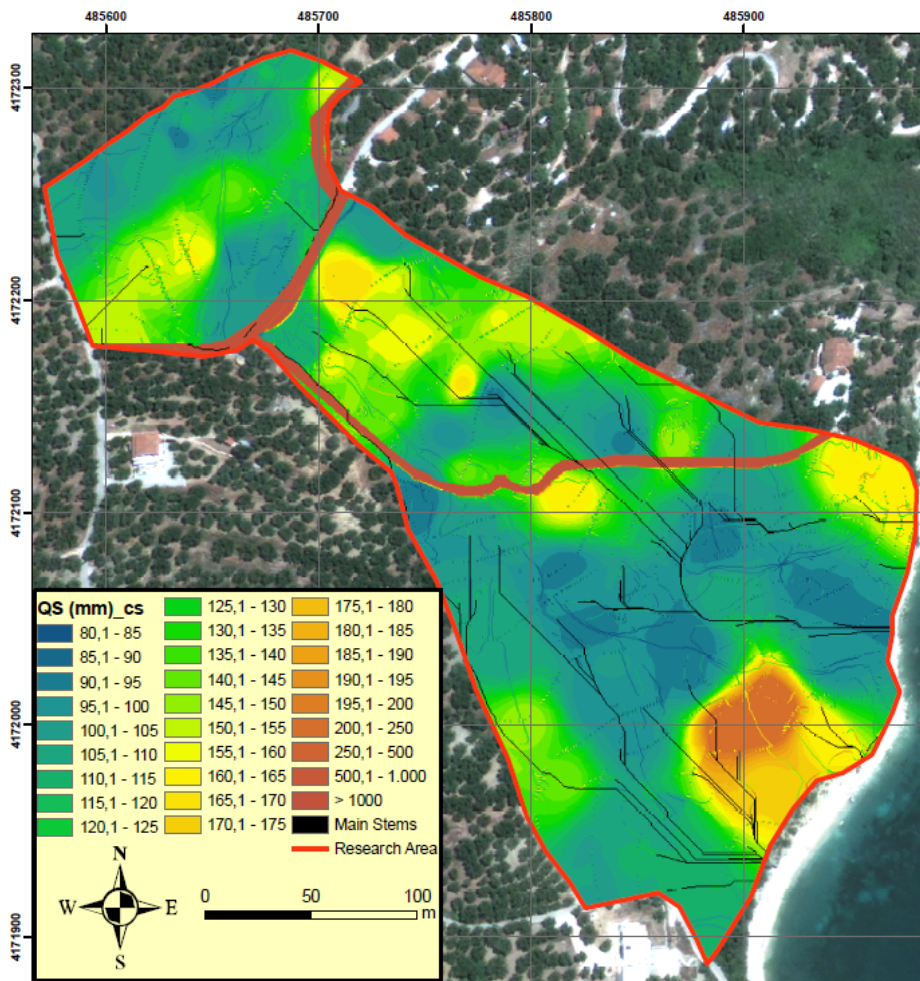 485600 485700 485800 485900
4172300
4172200
4172100
4172000
4171900
QS (mm)_cs
80,1 - 85
85,1 - 90
90,1 - 95
95,1 - 100
100,1 - 105
105,1 - 110
110,1 - 115
115,1 - 120
120,1 - 125
125,1 - 130
130,1 - 135
135,1 - 140
140,1 - 145
145,1 - 150
150,1 - 155
155,1 - 160
160,1 - 165
165,1 - 170
170,1 - 175
175,1 - 180
180,1 - 185
185,1 - 190
190,1 - 195
195,1 - 200
200,1 - 250
250,1 - 500
500,1 - 1.000
> 1000
Main Stems
Research Area
N
W E
S
0 50 100
m